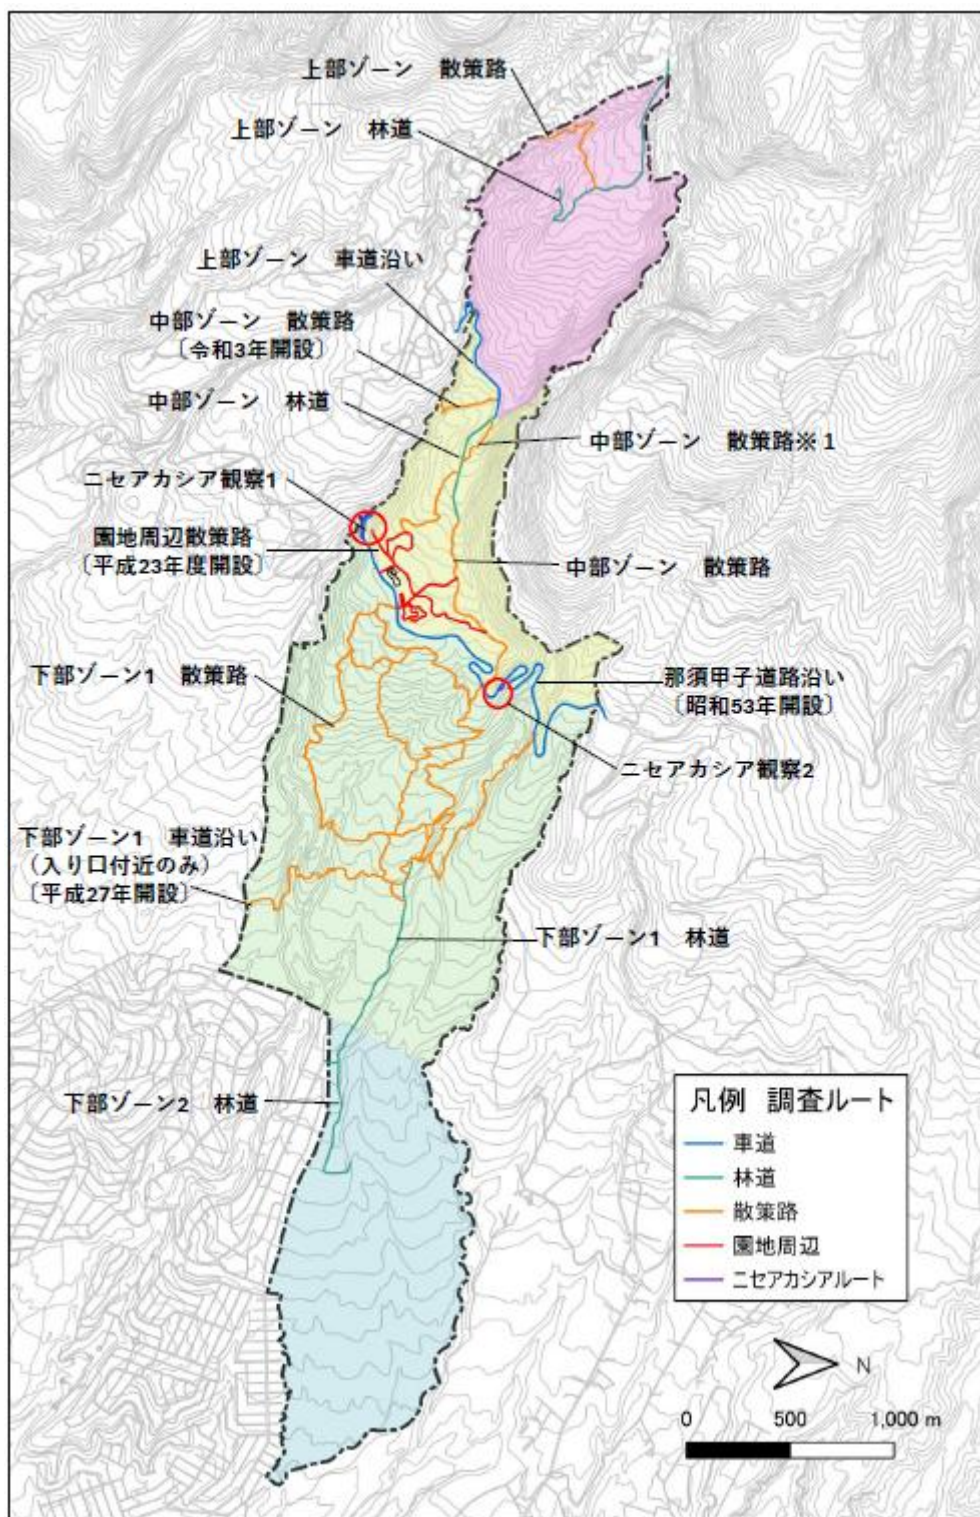 上部ゾーン　散策路
上部ゾーン　林道
上部ゾーン　車道沿い
中部ゾーン　散策路
〔令和3年開設〕
中部ゾーン　林道
中部ゾーン　散策路※1
ニセアカシア観察1
園地周辺散策路
〔平成23年度開設〕
中部ゾーン　散策路
下部ゾーン1　散策路
那須甲子道路沿い
〔昭和53年開設〕
ニセアカシア観察2
下部ゾーン1　車道沿い
（入り口付近のみ）
〔平成27年開設〕
下部ゾーン1　林道
下部ゾーン2　林道
凡例　調査ルート
車道
林道
散策路
園地周辺
ニセアカシアルート
N
0 500 1,000 m